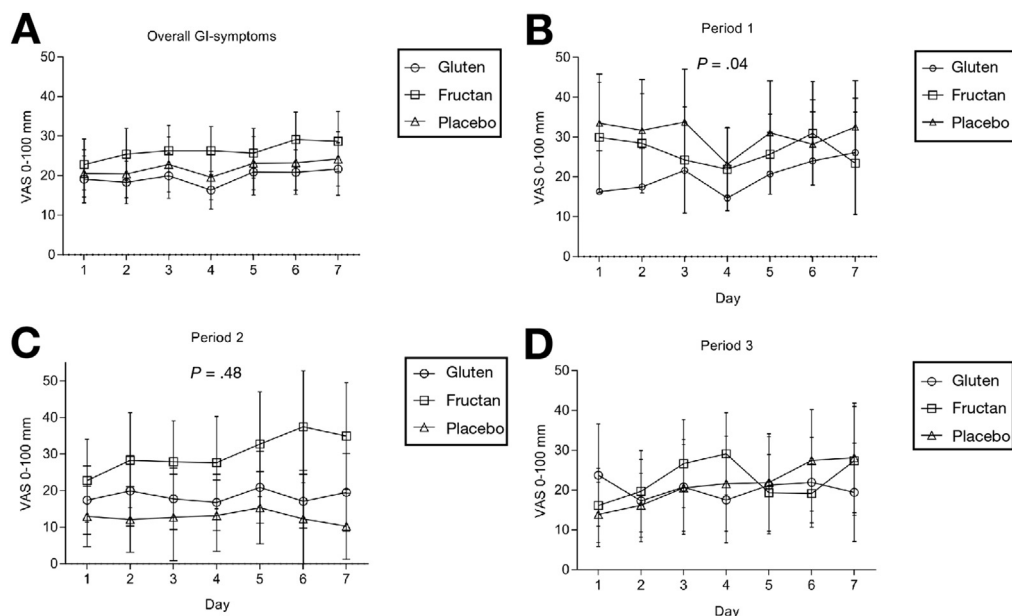 A
Overall GI-symptoms
VAS 0-100 mm
50
40
30
20
10
0
1 2 3 4 5 6 7
Gluten
Fructan
Placebo
B
Period 1
P = .04
VAS 0-100 mm
50
40
30
20
10
0
1 2 3 4 5 6 7
Day
Gluten
Fructan
Placebo
C
Period 2
P = .48
VAS 0-100 mm
50
40
30
20
10
0
1 2 3 4 5 6 7
Day
Gluten
Fructan
Placebo
D
Period 3
VAS 0-100 mm
50
40
30
20
10
0
1 2 3 4 5 6 7
Day
Gluten
Fructan
Placebo